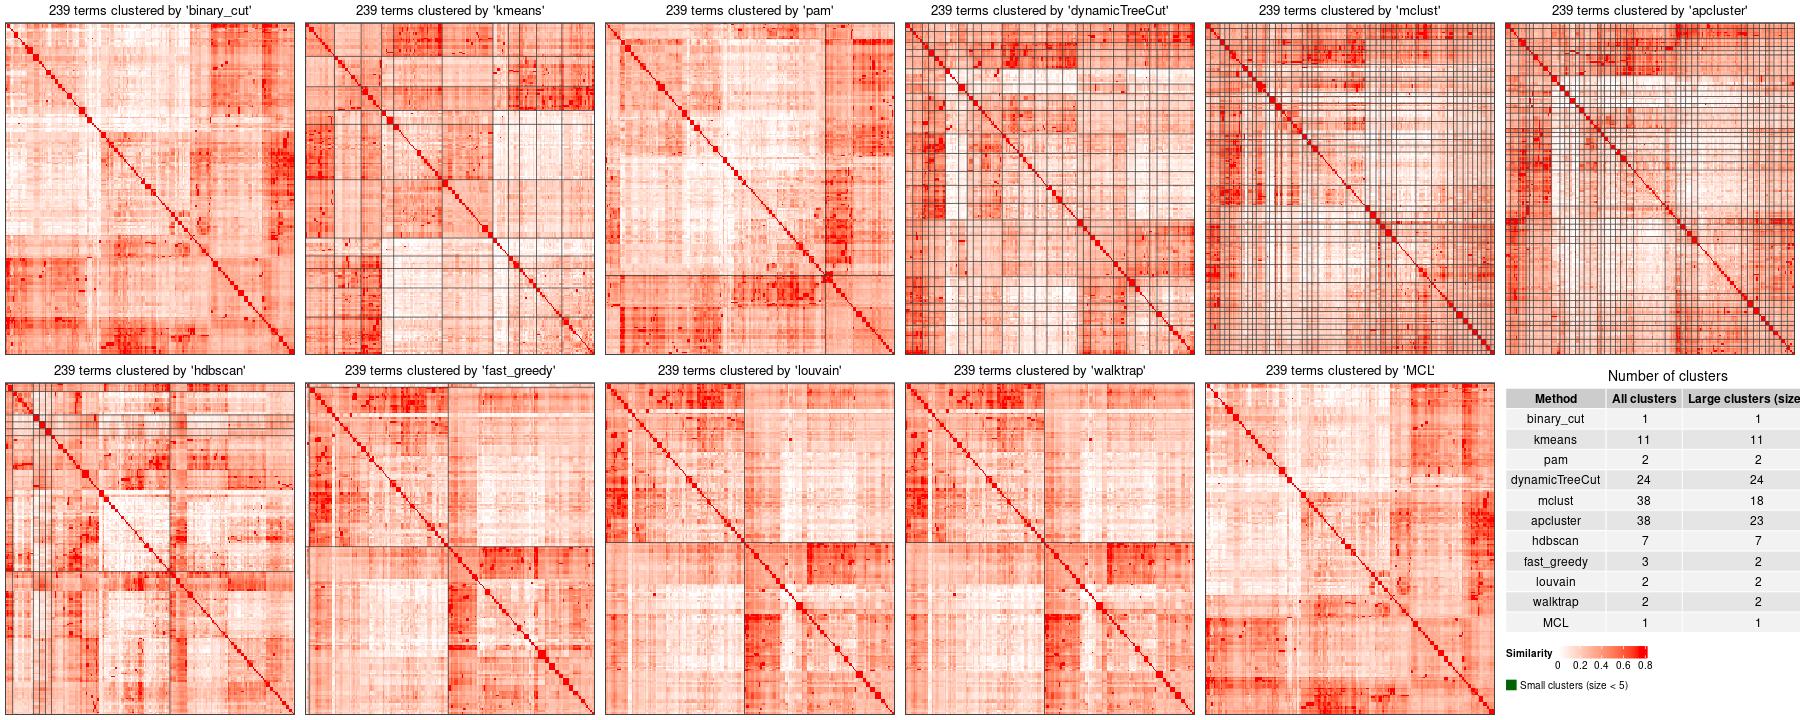 239 terms clustered by 'binary_cut'
239 terms clustered by 'kmeans'
239 terms clustered by 'pam'
239 terms clustered by 'dynamicTreeCut'
239 terms clustered by 'mclust'
239 terms clustered by 'apcluster'
239 terms clustered by 'hdbscan'
239 terms clustered by 'fast_greedy'
239 terms clustered by 'louvain'
239 terms clustered by 'walktrap'
239 terms clustered by 'MCL'
Number of clusters
Method All clusters Large clusters (size
binary_cut 1 1
kmeans 11 11
pam 2 2
dynamicTreeCut 24 24
mclust 38 18
apcluster 38 23
hdbscan 7 7
fast_greedy 3 2
louvain 2 2
walktrap 2 2
MCL 1 1
Similarity
0 0.2 0.4 0.6 0.8
Small clusters (size < 5)